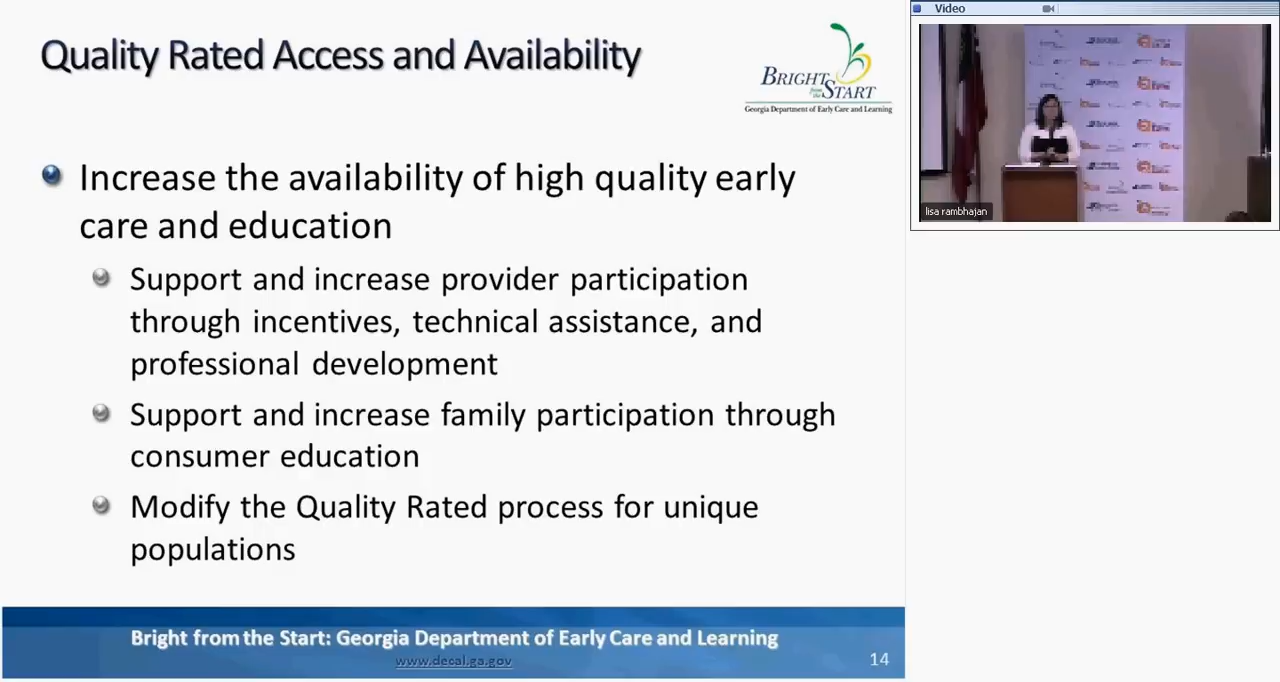 Quality Rated Access and Availability
BRIGHT
from the
START
Georgia Department of Early Care and Learning
Increase the availability of high quality early
care and education
Support and increase provider participation
through incentives, technical assistance, and
professional development
Support and increase family participation through
consumer education
Modify the Quality Rated process for unique
populations
Bright from the Start: Georgia Department of Early Care and Learning
www.decal.ga.gov
14
Video
lisa rambhajan